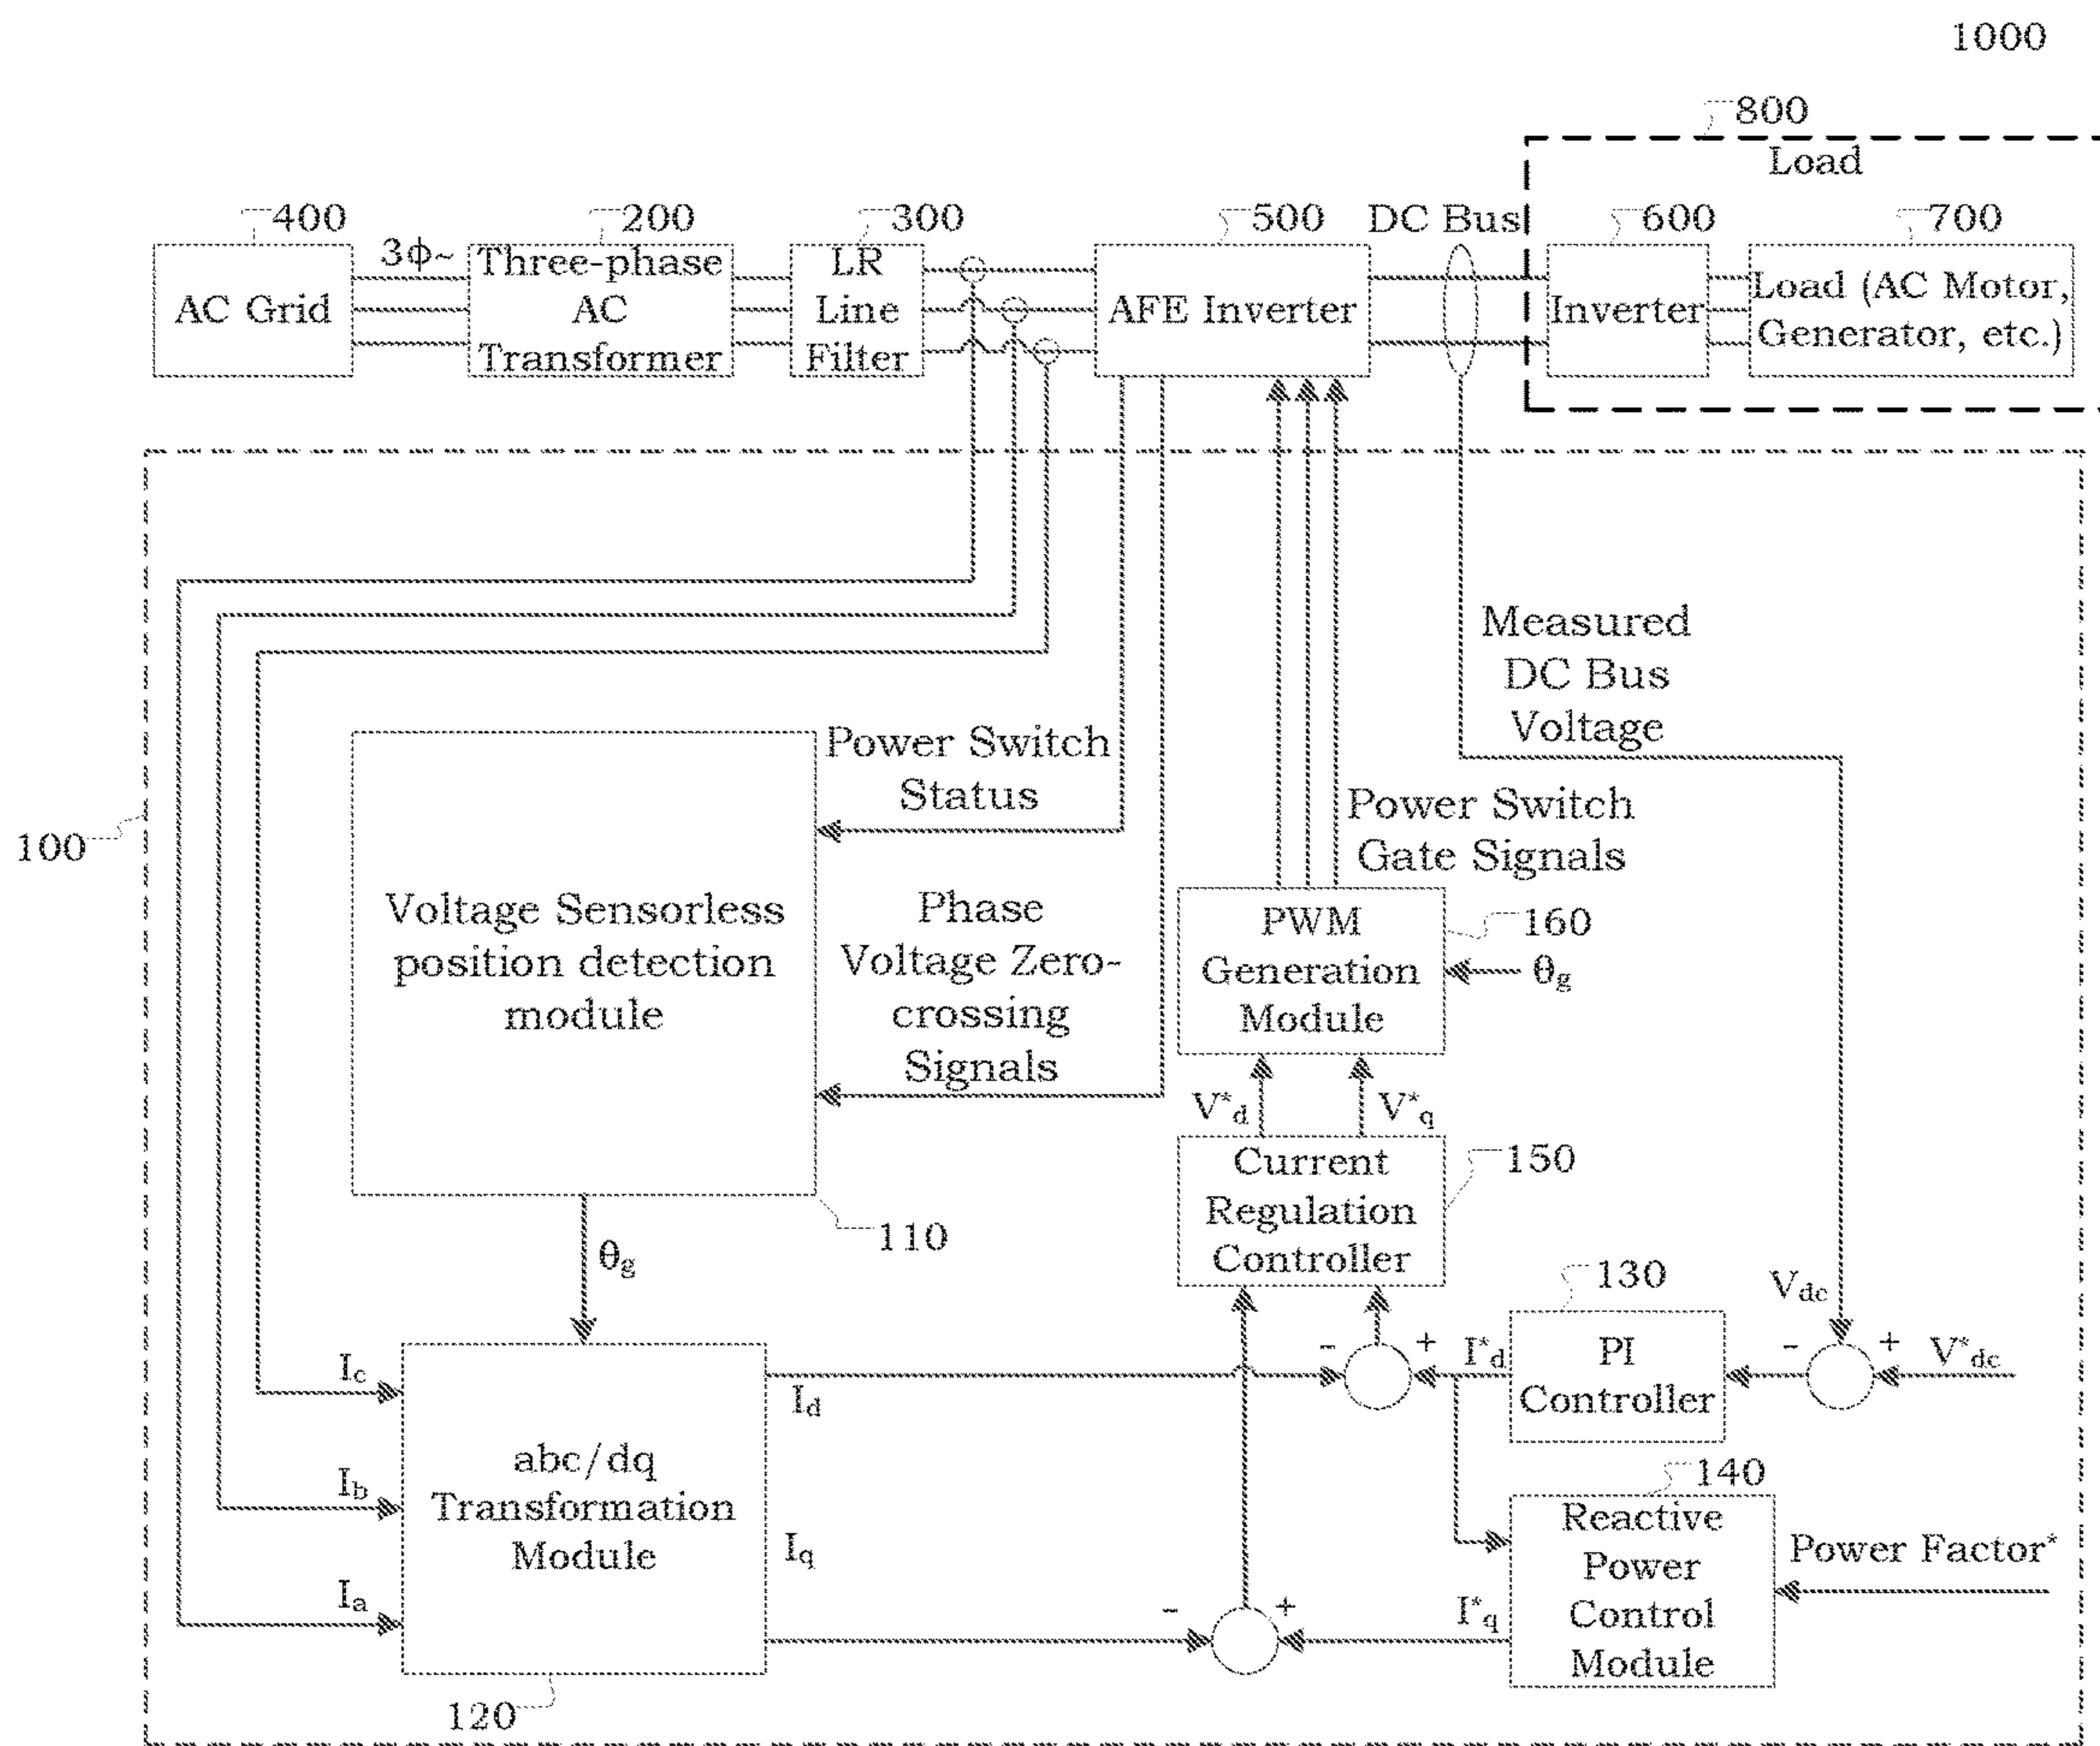 1000
800
Load
400
200
300
500
DC Bus
600
700
3ϕ~
AC Grid
Three-phase
AC
Transformer
LR
Line
Filter
AFE Inverter
Inverter
Load (AC Motor,
Generator, etc.)
100
Measured
DC Bus
Voltage
Power Switch
Status
Power Switch
Gate Signals
Voltage Sensorless
position detection
module
Phase
Voltage Zero-
crossing
Signals
PWM
Generation
Module
160
θg
V*d
V*q
Current
Regulation
Controller
150
110
θg
130
Vdc
Ic
Id
-
+
I*d
PI
Controller
-
+
V*dc
abc/dq
Transformation
Module
Ib
Iq
Ia
140
Reactive
Power
Control
Module
Power Factor*
-
+
I*q
120